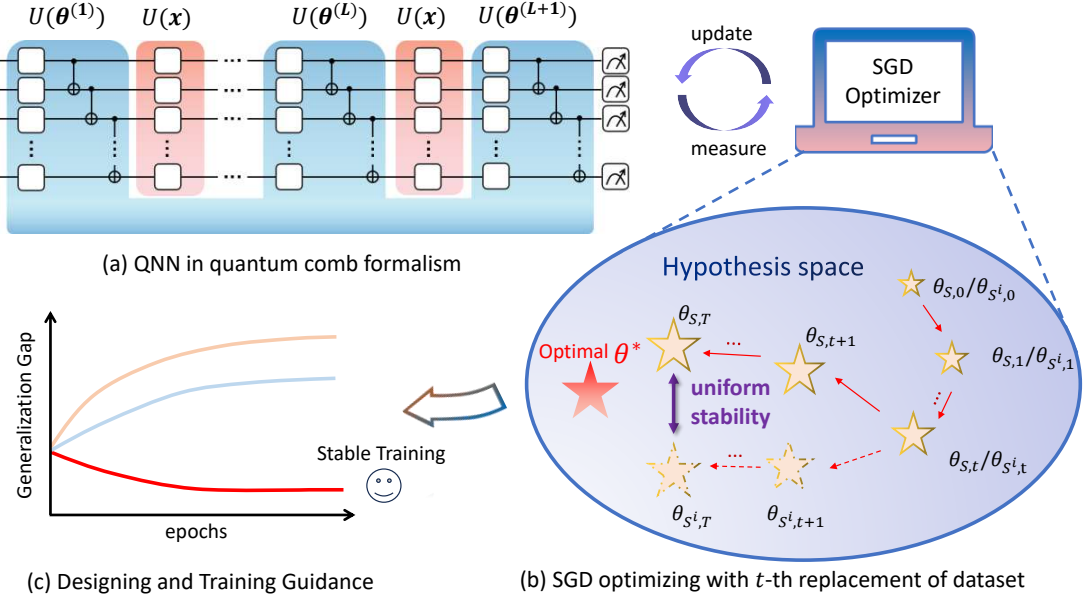 U(θ^(1)) U(x) U(θ^(L)) U(x) U(θ^(L+1))
...
...
(a) QNN in quantum comb formalism
update
measure
SGD
Optimizer
Hypothesis space
θ_{S,0}/θ_{S^i,0}
θ_{S,1}/θ_{S^i,1}
...
θ_{S,t}/θ_{S^i,t}
θ_{S,t+1}
...
θ_{S,T}
Optimal θ*
uniform
stability
...
θ_{S^i,T}
θ_{S^i,t+1}
(b) SGD optimizing with t-th replacement of dataset
Generalization Gap
Stable Training
epochs
(c) Designing and Training Guidance